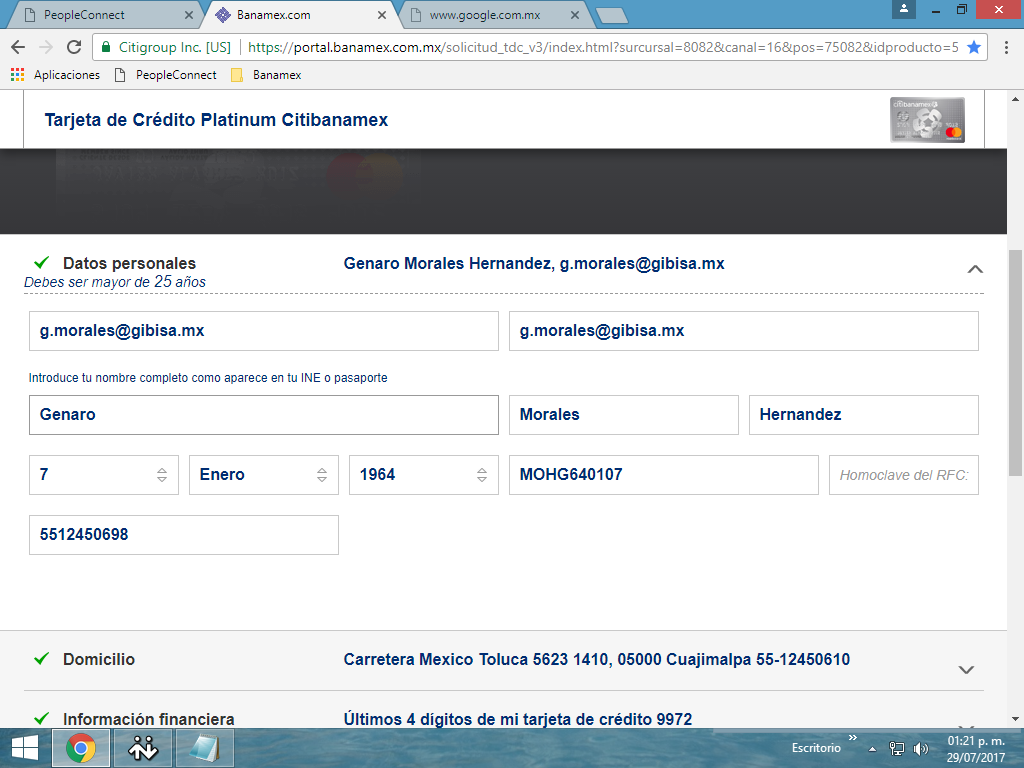 PeopleConnect
Banamex.com
www.google.com.mx
Citigroup Inc. [US] https://portal.banamex.com.mx/solicitud_tdc_v3/index.html?sursursal=8082&canal=16&pos=75082&idproducto=5
Aplicaciones PeopleConnect Banamex
Tarjeta de Crédito Platinum Citibanamex
citibanamex
Datos personales Genaro Morales Hernandez, g.morales@gibisa.mx
Debes ser mayor de 25 años
g.morales@gibisa.mx g.morales@gibisa.mx
Introduce tu nombre completo como aparece en tu INE o pasaporte
Genaro Morales Hernandez
7 Enero 1964 MOHG640107 Homoclave del RFC:
5512450698
Domicilio Carretera Mexico Toluca 5623 1410, 05000 Cuajimalpa 55-12450610
Información financiera Últimos 4 dígitos de mi tarjeta de crédito 9972
Escritorio
01:21 p. m.
29/07/2017